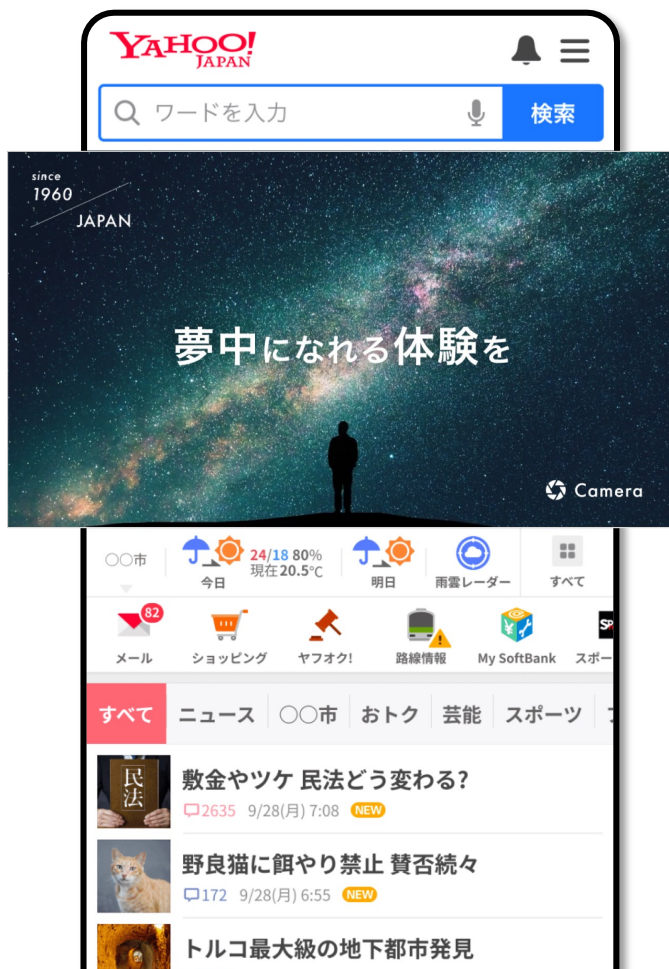 YAHOO!
JAPAN
ワードを入力
検索
since
1960
JAPAN
夢中になれる体験を
Camera
〇〇市
24/18 80%
現在20.5℃
今日
明日
雨雲レーダー
すべて
82
メール
ショッピング
ヤフオク!
路線情報
My SoftBank
スポー
すべて
ニュース
〇〇市
おトク
芸能
スポーツ
民法
敷金やツケ 民法どう変わる?
2635 9/28(月) 7:08 NEW
野良猫に餌やり禁止 賛否続々
172 9/28(月) 6:55 NEW
トルコ最大級の地下都市発見